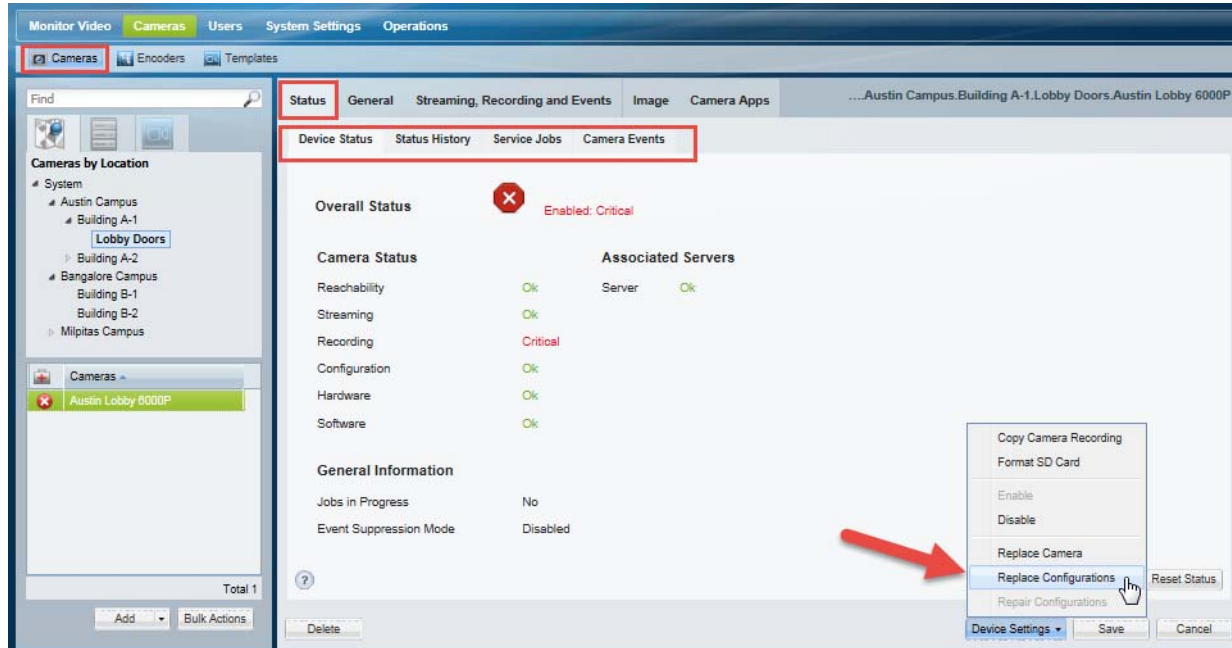 Monitor Video Cameras Users System Settings Operations
Cameras Encoders Templates
Find
Cameras by Location
System
Austin Campus
Building A-1
Lobby Doors
Building A-2
Bangalore Campus
Building B-1
Building B-2
Milpitas Campus
Cameras
Austin Lobby 6000P
Total 1
Add Bulk Actions
Status General Streaming, Recording and Events Image Camera Apps ....Austin Campus.Building A-1.Lobby Doors.Austin Lobby 6000P
Device Status Status History Service Jobs Camera Events
Overall Status Enabled: Critical
Camera Status Associated Servers
Reachability Ok Server Ok
Streaming Ok
Recording Critical
Configuration Ok
Hardware Ok
Software Ok
General Information
Jobs in Progress No
Event Suppression Mode Disabled
Copy Camera Recording
Format SD Card
Enable
Disable
Replace Camera
Replace Configurations
Repair Configurations
Reset Status
?
Delete Device Settings Save Cancel